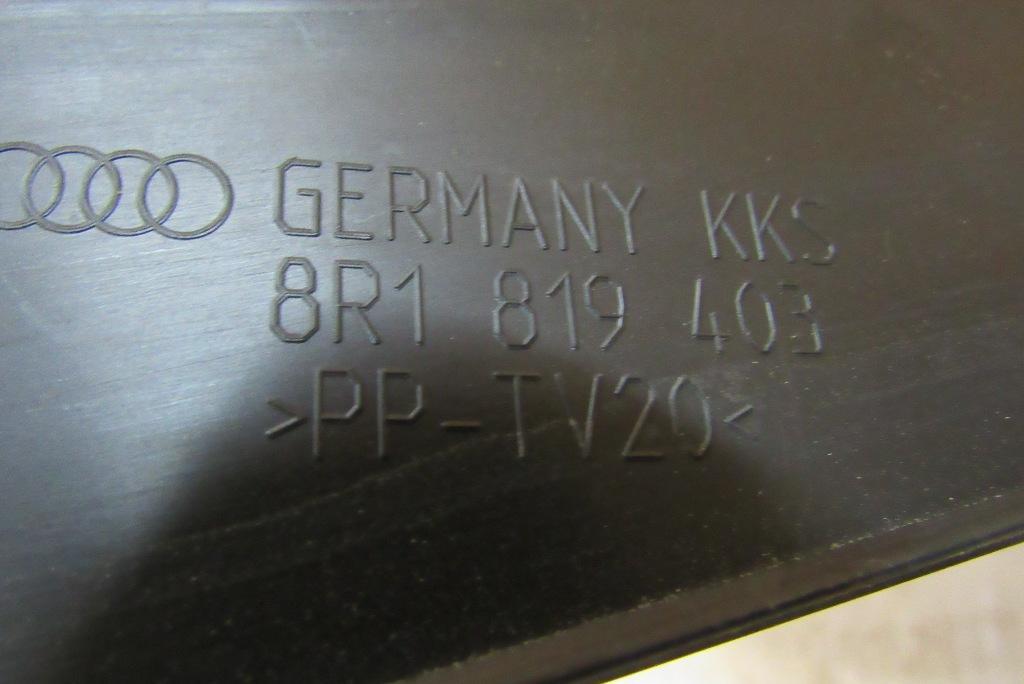 GERMANY KKS
8R1 819 403
>PP-TV20<